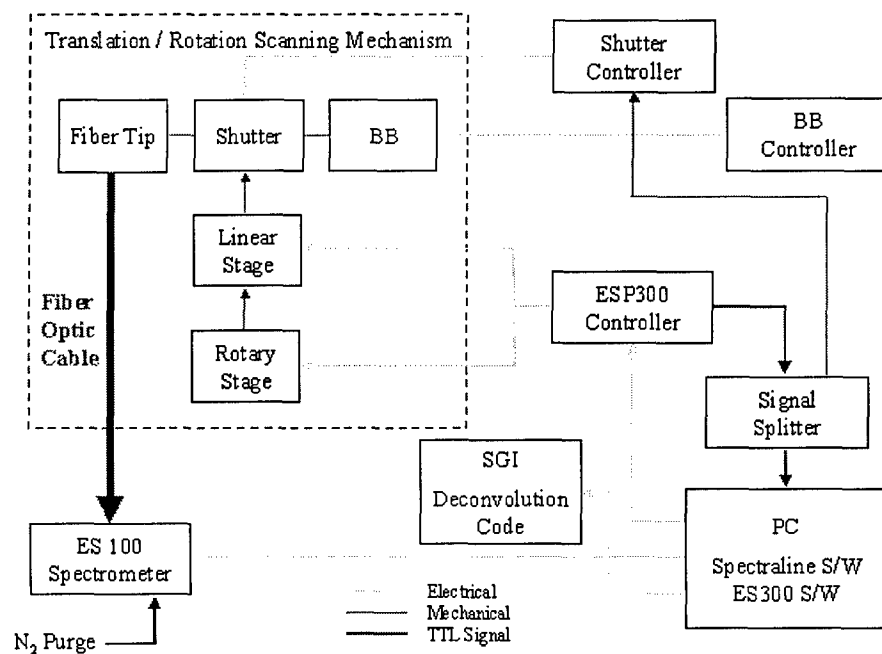 Translation / Rotation Scanning Mechanism
Shutter
Controller
Fiber Tip
Shutter
BB
BB
Controller
Linear
Stage
Fiber
Optic
Cable
ESP300
Controller
Rotary
Stage
Signal
Splitter
SGI
Deconvolution
Code
PC
Spectraline S/W
ES300 S/W
ES 100
Spectrometer
Electrical
Mechanical
TTL Signal
N₂ Purge